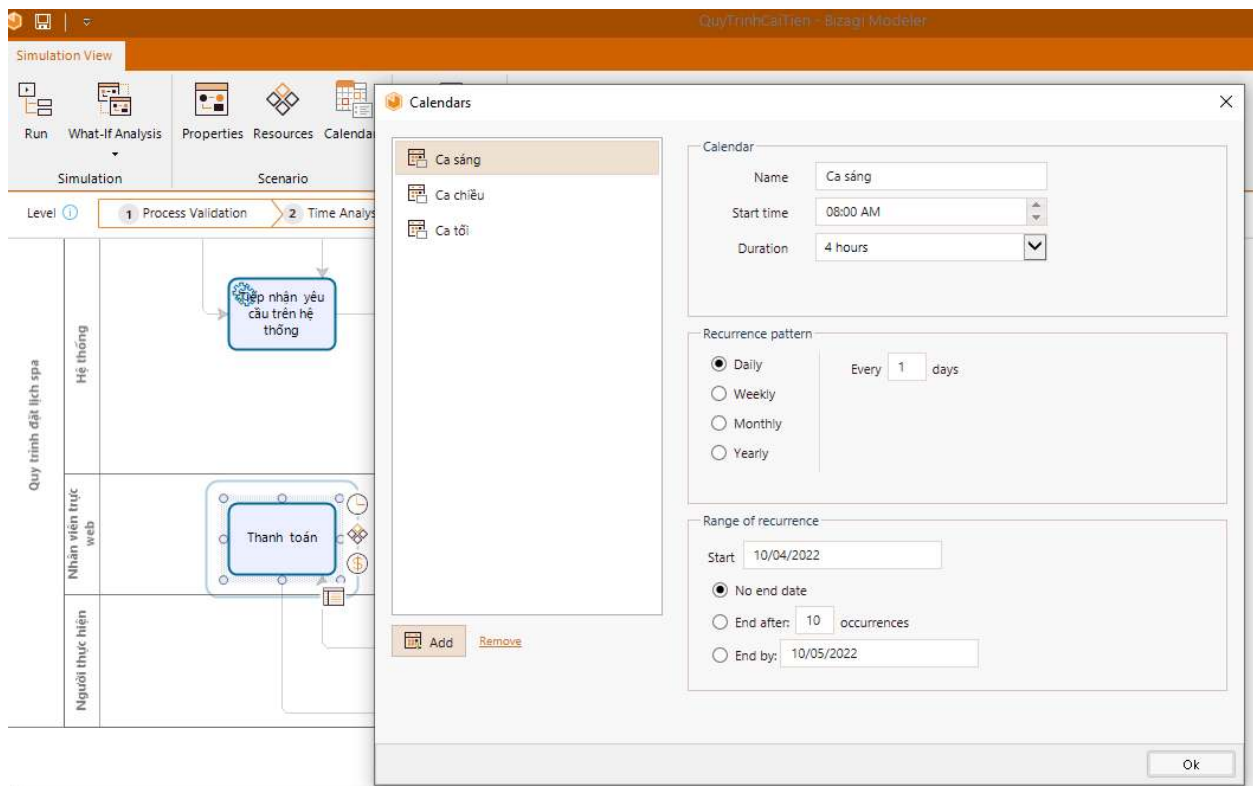 QuyTrinhCaiTien - Bizagi Modeler
Simulation View
Run
What-If Analysis
Properties
Resources
Simulation
Scenario
Level
1 Process Validation
2 Time Analys
Quy trình đặt lịch spa
Hệ thống
Tiếp nhận yêu
cầu trên hệ
thống
Nhân viên trực
web
Thanh toán
Người thực hiện
Calendars
Ca sáng
Ca chiều
Ca tối
Add
Remove
Calendar
Name
Ca sáng
Start time
08:00 AM
Duration
4 hours
Recurrence pattern
Daily
Every 1 days
Weekly
Monthly
Yearly
Range of recurrence
Start 10/04/2022
No end date
End after: 10 occurrences
End by: 10/05/2022
Ok